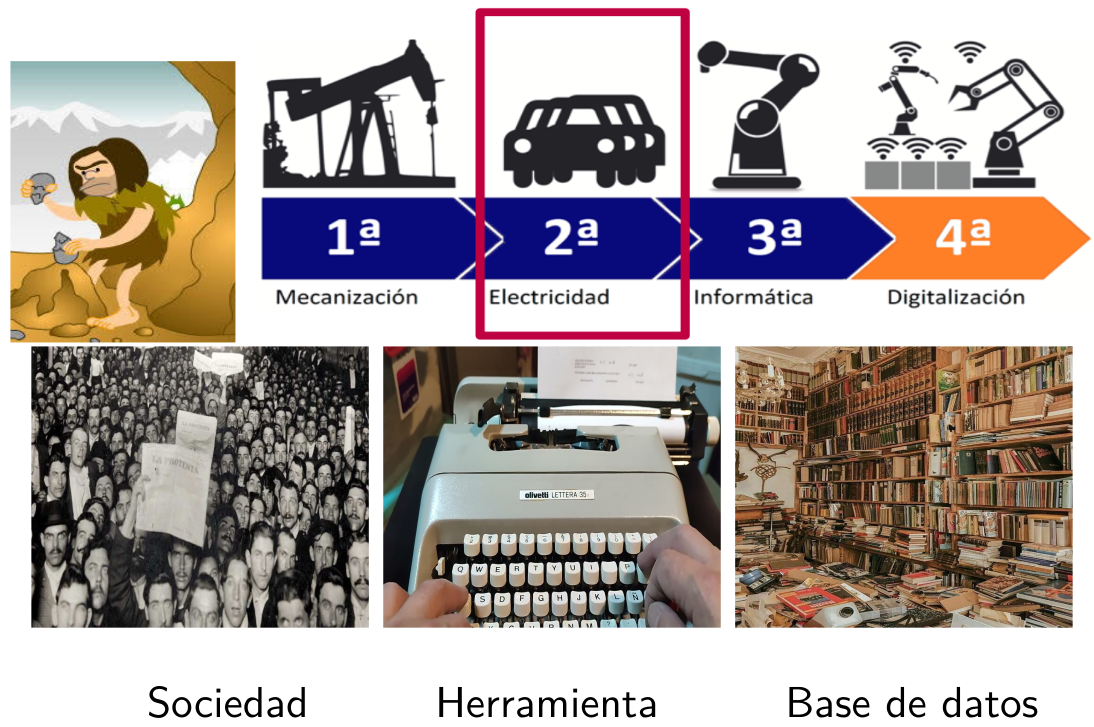 1ª
2ª
3ª
4ª
Mecanización
Electricidad
Informática
Digitalización
LA PROTESTA
olivetti LETTERA 35
Q W E R T Y U I P
S D F G H J K L Ñ
Sociedad
Herramienta
Base de datos